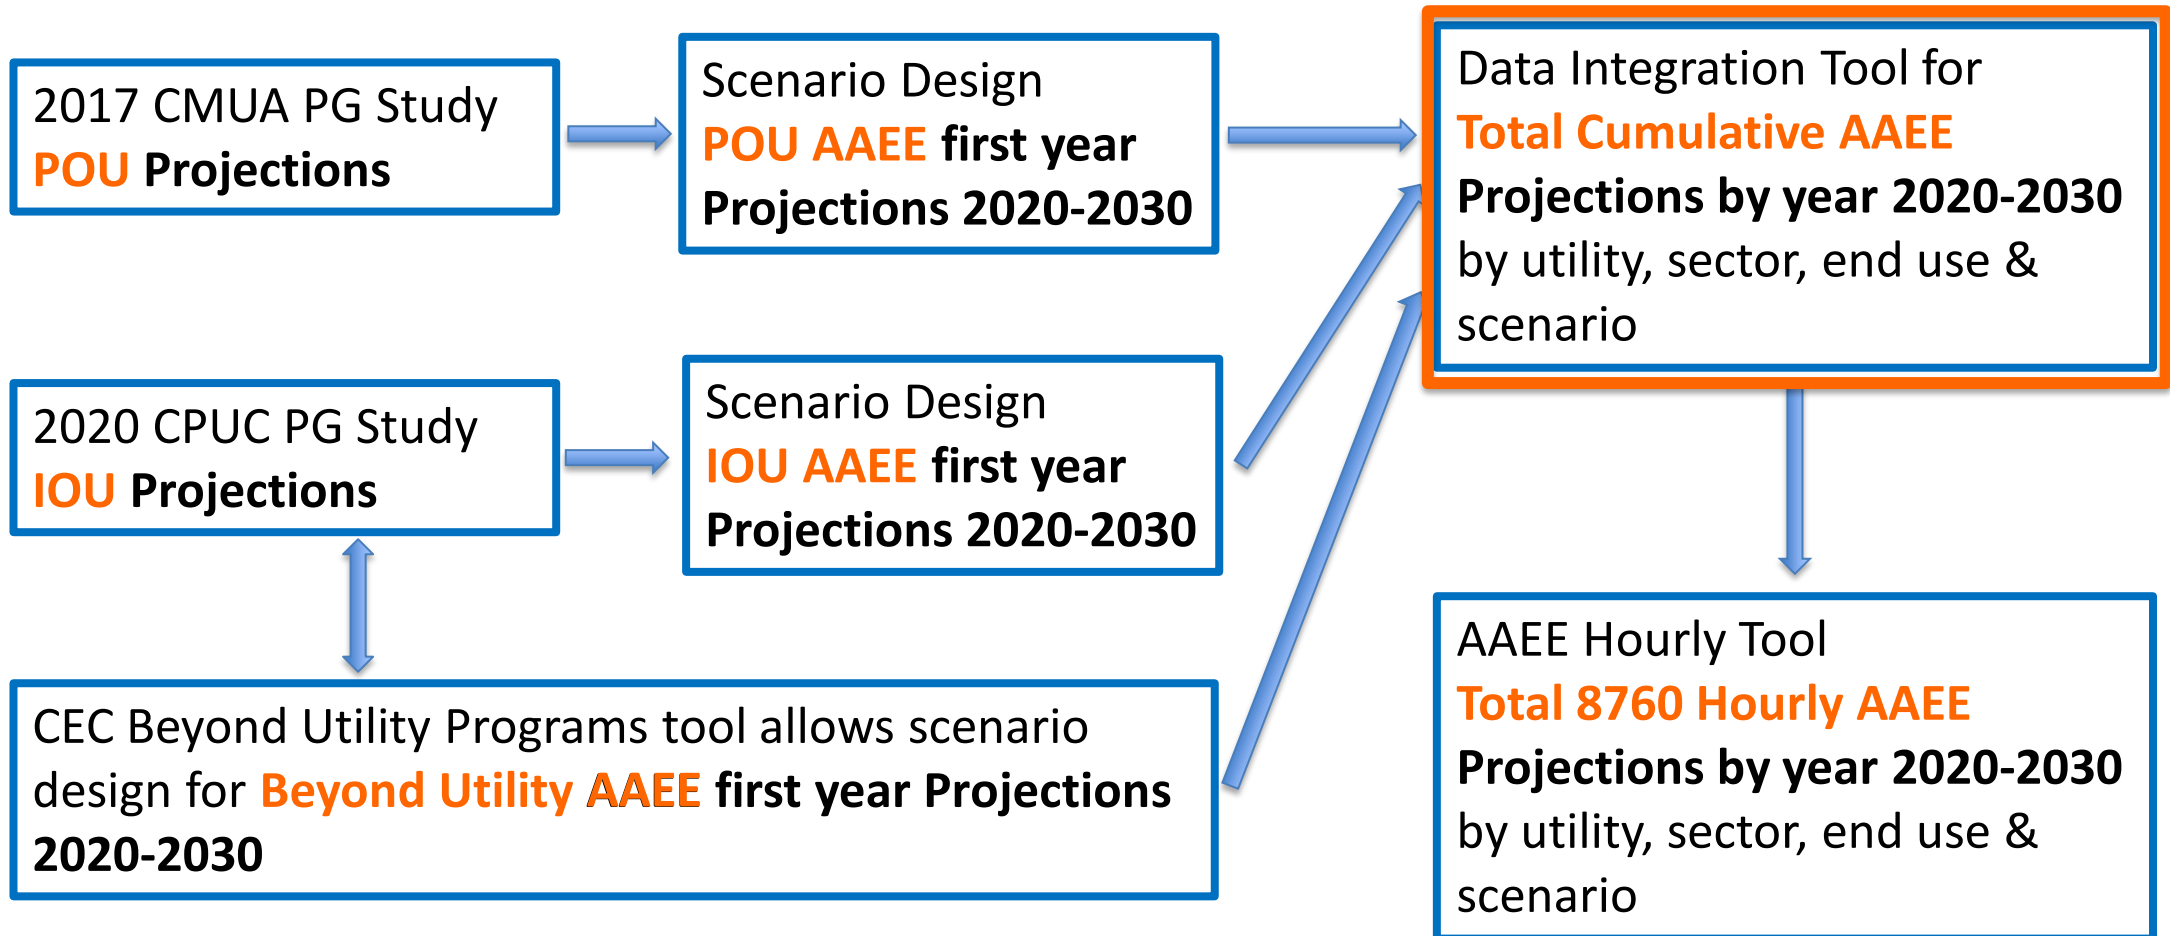 2017 CMUA PG Study
POU Projections
Scenario Design
POU AAEE first year
Projections 2020-2030
Data Integration Tool for
Total Cumulative AAEE
Projections by year 2020-2030
by utility, sector, end use &
scenario
2020 CPUC PG Study
IOU Projections
Scenario Design
IOU AAEE first year
Projections 2020-2030
CEC Beyond Utility Programs tool allows scenario
design for Beyond Utility AAEE first year Projections
2020-2030
AAEE Hourly Tool
Total 8760 Hourly AAEE
Projections by year 2020-2030
by utility, sector, end use &
scenario